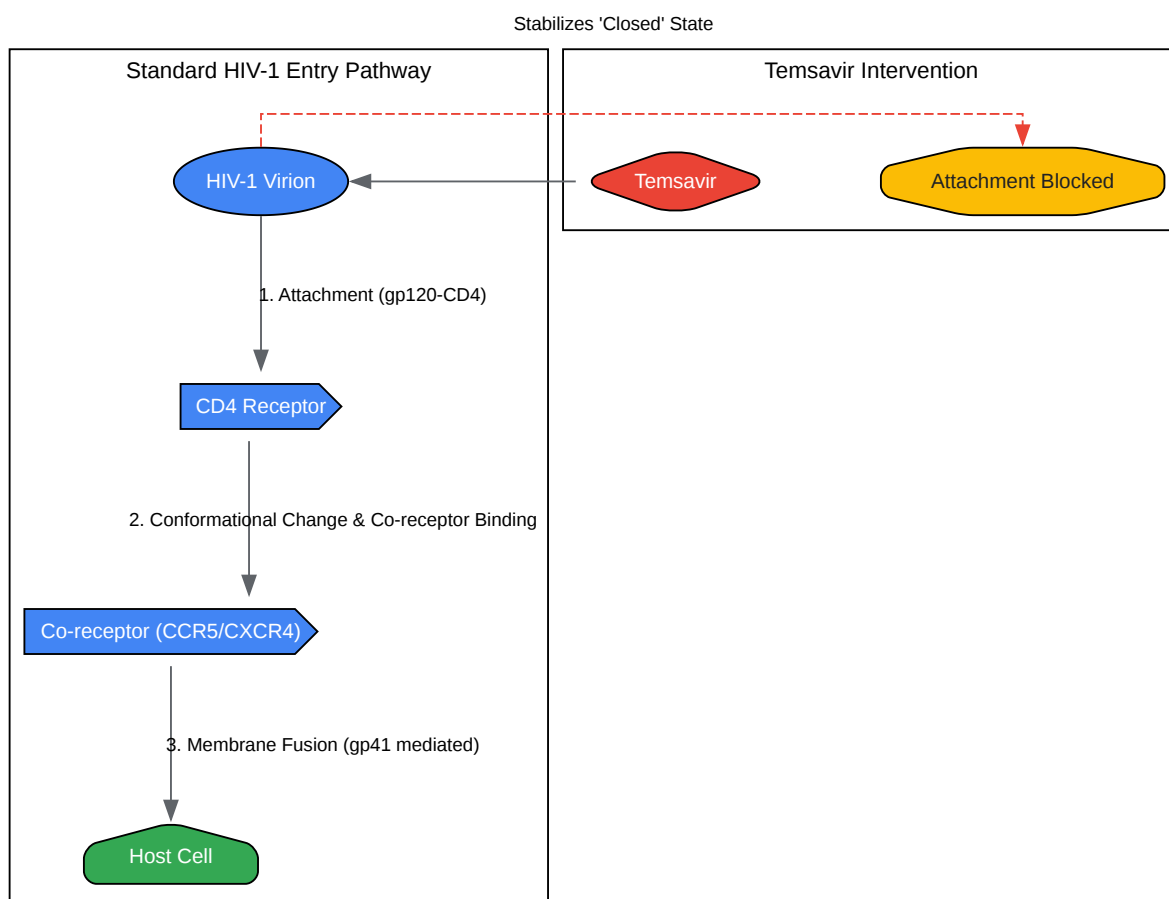 Stabilizes 'Closed' State
Standard HIV-1 Entry Pathway
Temsavir Intervention
HIV-1 Virion
Temsavir
Attachment Blocked
1. Attachment (gp120-CD4)
CD4 Receptor
2. Conformational Change & Co-receptor Binding
Co-receptor (CCR5/CXCR4)
3. Membrane Fusion (gp41 mediated)
Host Cell